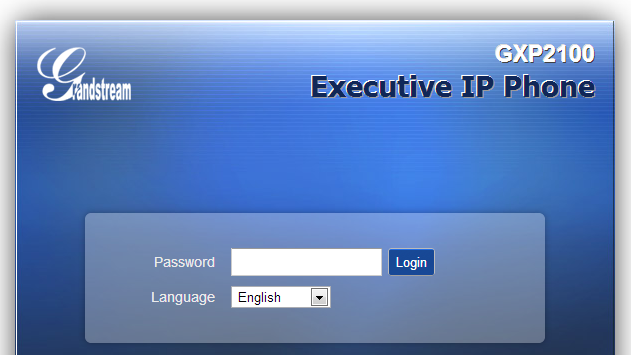 Grandstream
GXP2100
Executive IP Phone
Password
Login
Language
English